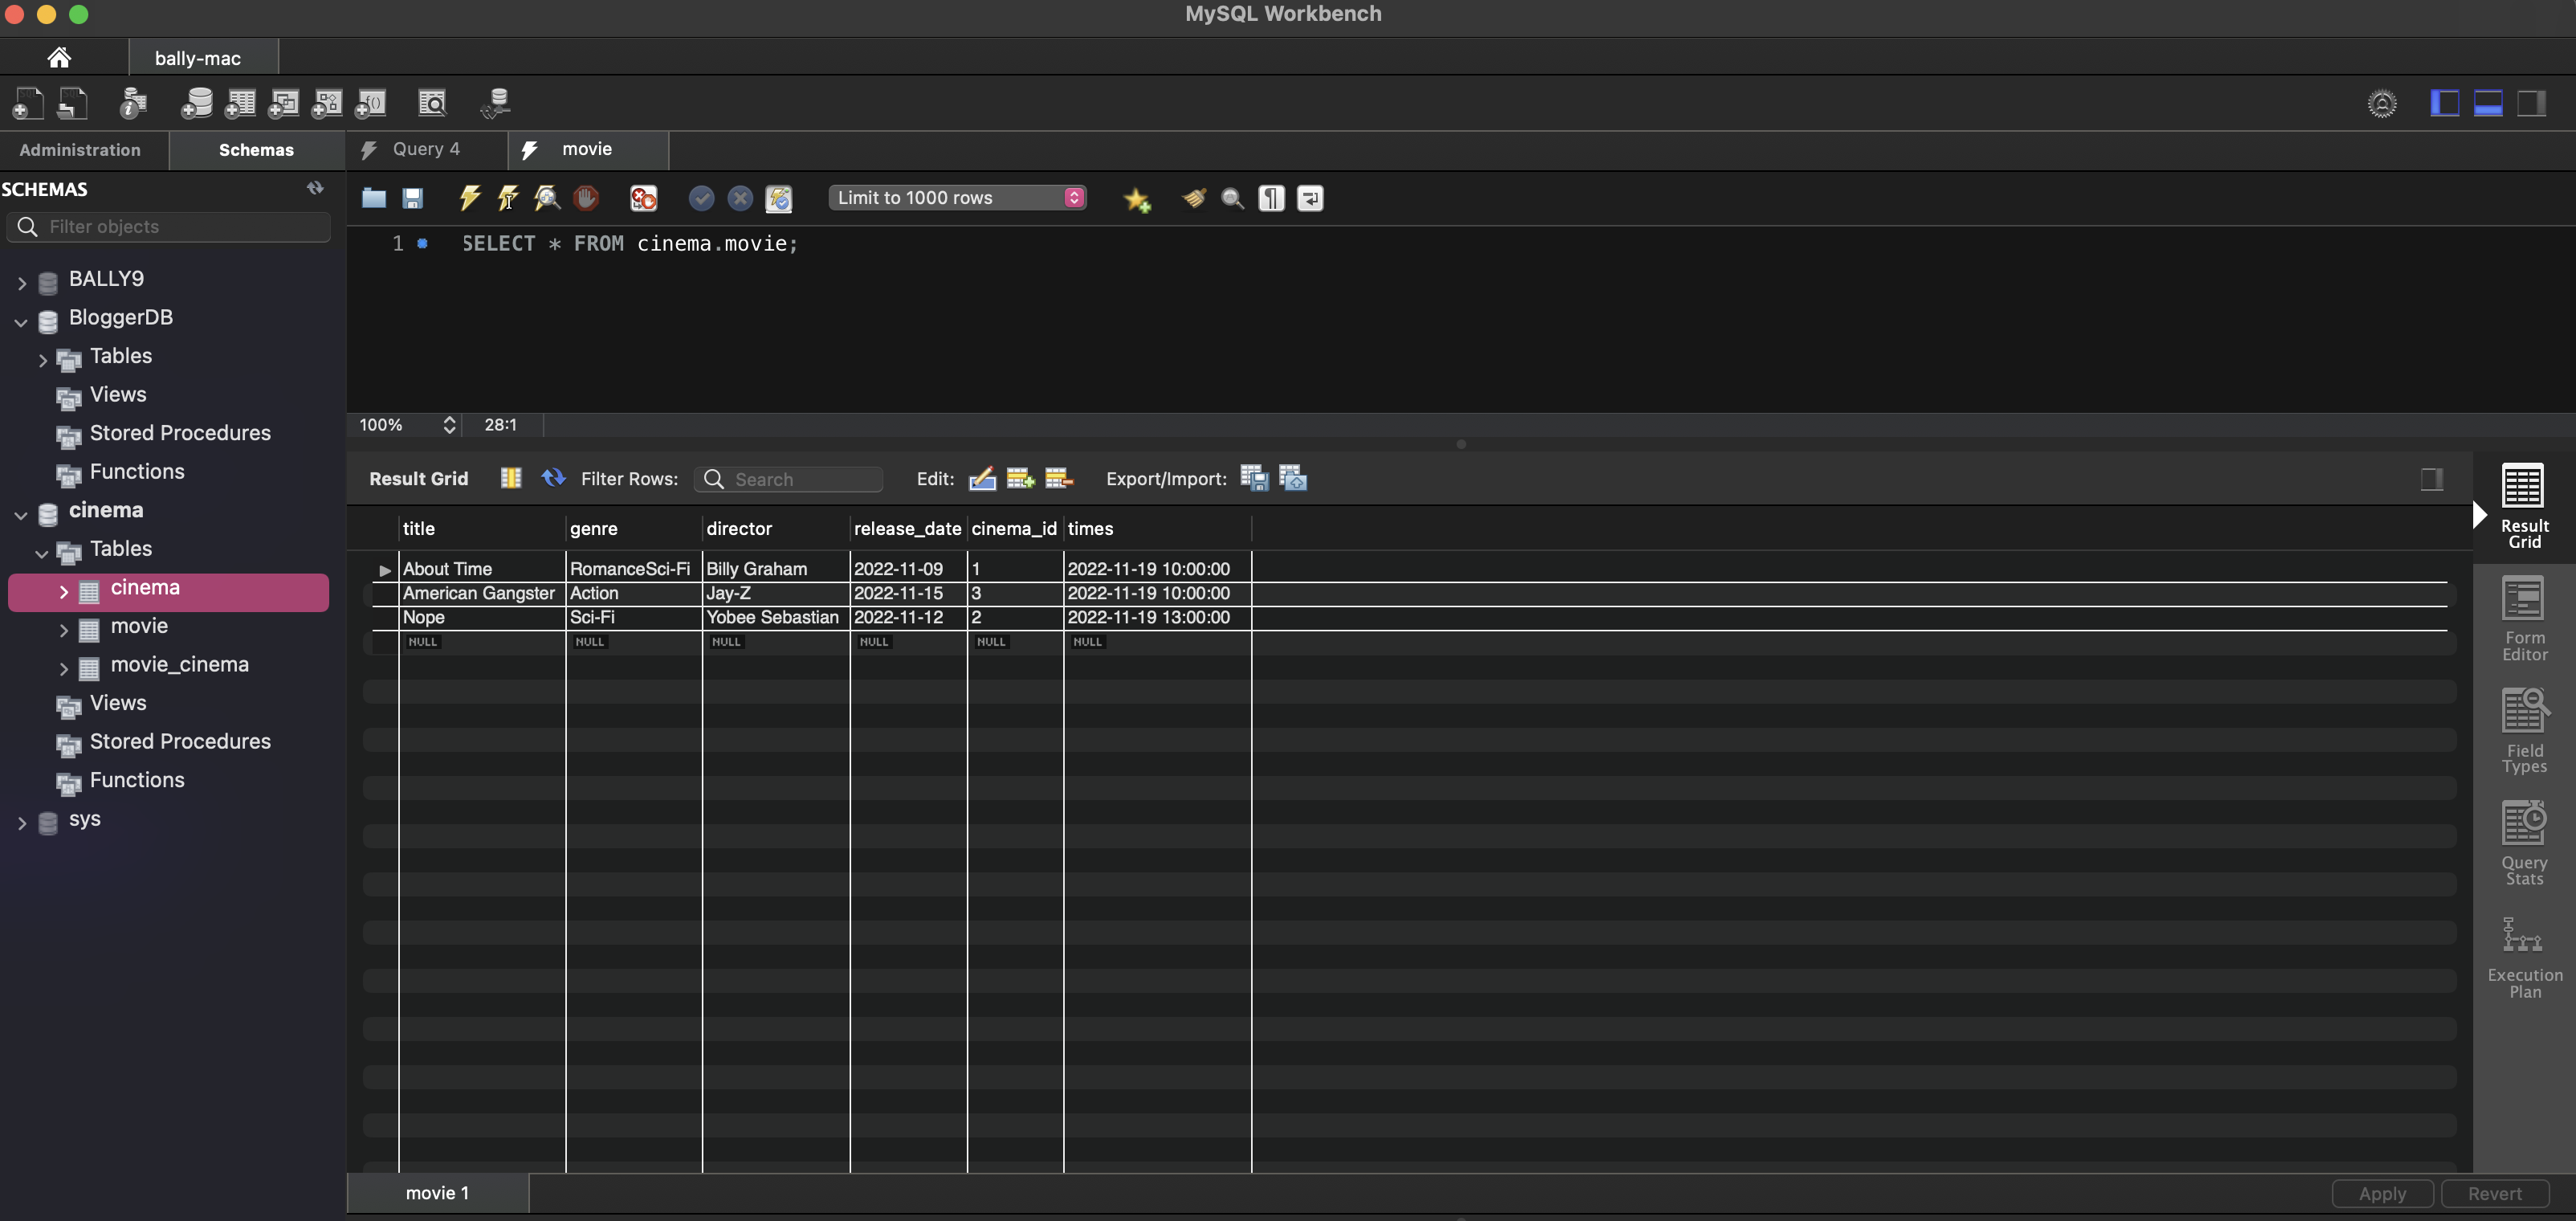 MySQL Workbench
bally-mac
Administration
Schemas
Query 4
movie
SCHEMAS
Filter objects
Limit to 1000 rows
1 SELECT * FROM cinema.movie;
BALLY9
BloggerDB
Tables
Views
Stored Procedures
Functions
cinema
Tables
cinema
movie
movie_cinema
Views
Stored Procedures
Functions
sys
100% 28:1
Result Grid Filter Rows: Search Edit: Export/Import:
title genre director release_date cinema_id times
About Time RomanceSci-Fi Billy Graham 2022-11-09 1 2022-11-19 10:00:00
American Gangster Action Jay-Z 2022-11-15 3 2022-11-19 10:00:00
Nope Sci-Fi Yobee Sebastian 2022-11-12 2 2022-11-19 13:00:00
NULL NULL NULL NULL NULL NULL
Result
Grid
Form
Editor
Field
Types
Query
Stats
Execution
Plan
movie 1
Apply Revert